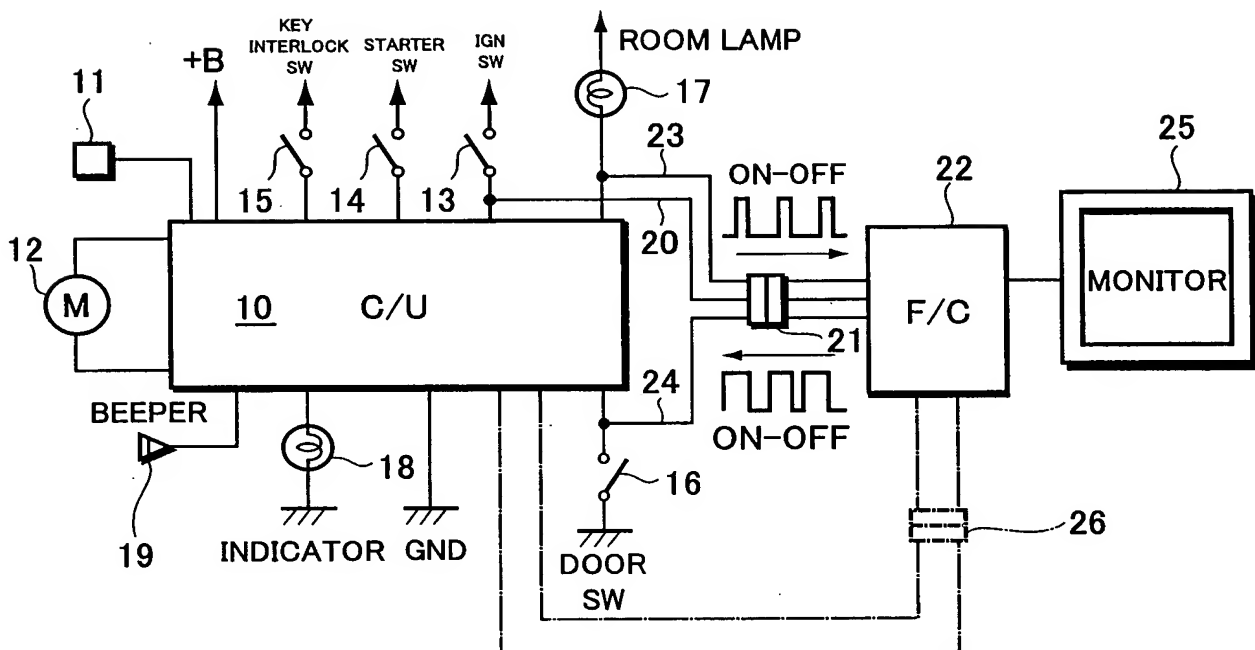 KEY
INTERLOCK
SW
STARTER
SW
IGN
SW
ROOM LAMP
+B
11
17
25
15
14
13
23
ON-OFF
22
20
12
M
10
C/U
F/C
MONITOR
21
BEEPER
24
ON-OFF
18
16
26
19
INDICATOR
GND
DOOR
SW